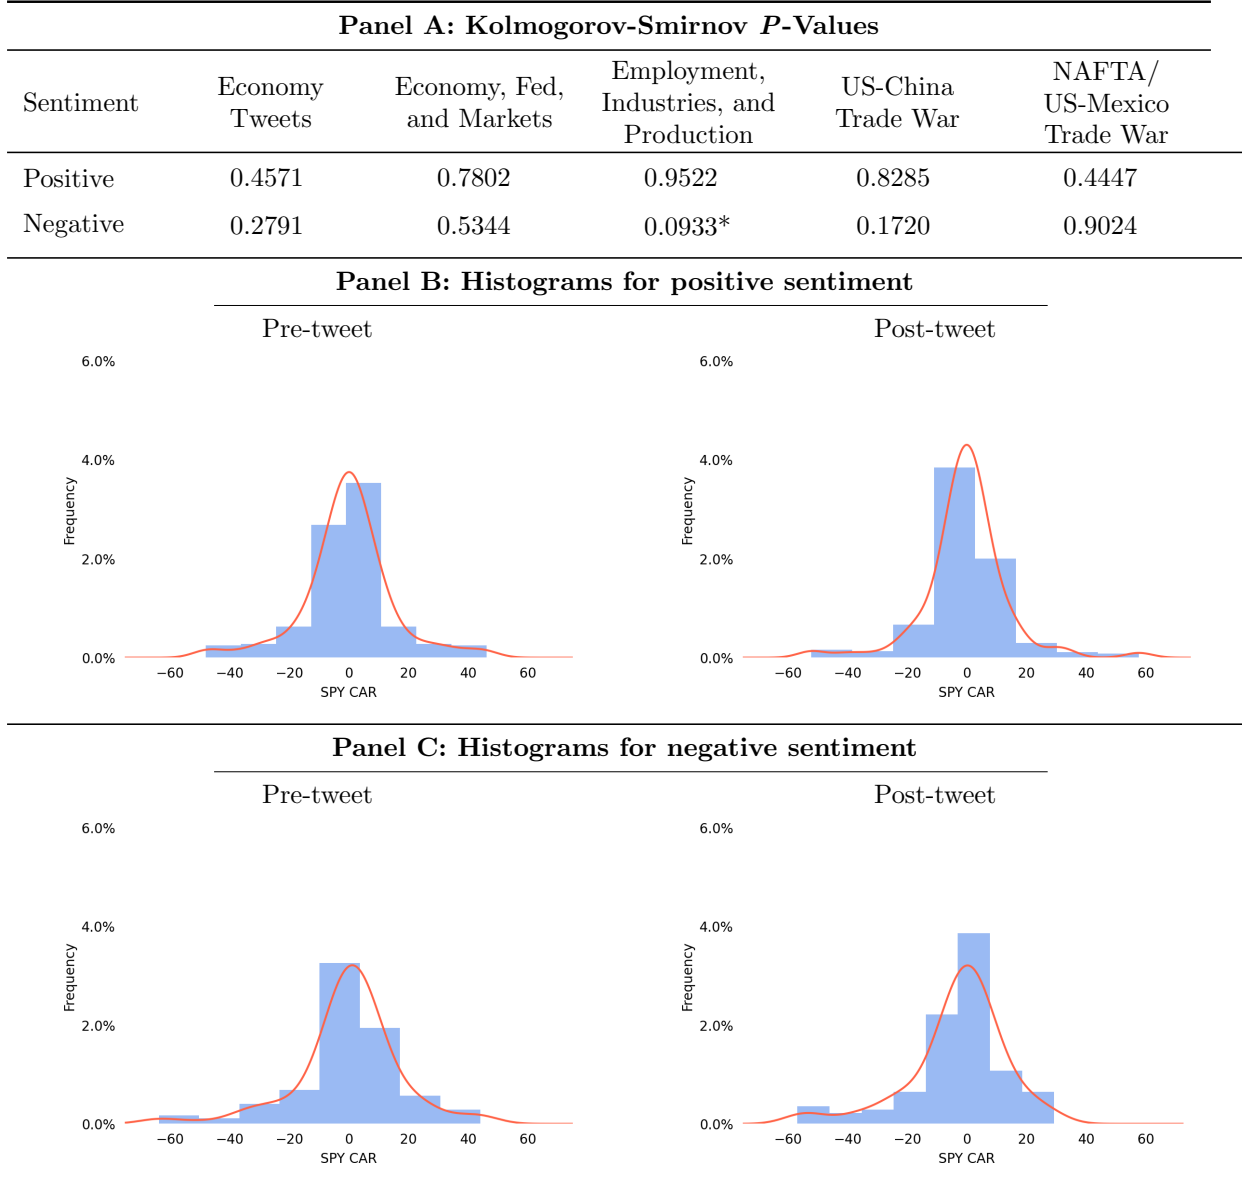 Panel A: Kolmogorov-Smirnov P-Values
Sentiment
Economy
Tweets
Economy, Fed,
and Markets
Employment,
Industries, and
Production
US-China
Trade War
NAFTA/
US-Mexico
Trade War
Positive 0.4571 0.7802 0.9522 0.8285 0.4447
Negative 0.2791 0.5344 0.0933* 0.1720 0.9024
Panel B: Histograms for positive sentiment
Pre-tweet
6.0%
4.0%
2.0%
0.0%
Frequency
−60 −40 −20 0 20 40 60
SPY CAR
Post-tweet
6.0%
4.0%
2.0%
0.0%
Frequency
−60 −40 −20 0 20 40 60
SPY CAR
Panel C: Histograms for negative sentiment
Pre-tweet
6.0%
4.0%
2.0%
0.0%
Frequency
−60 −40 −20 0 20 40 60
SPY CAR
Post-tweet
6.0%
4.0%
2.0%
0.0%
Frequency
−60 −40 −20 0 20 40 60
SPY CAR